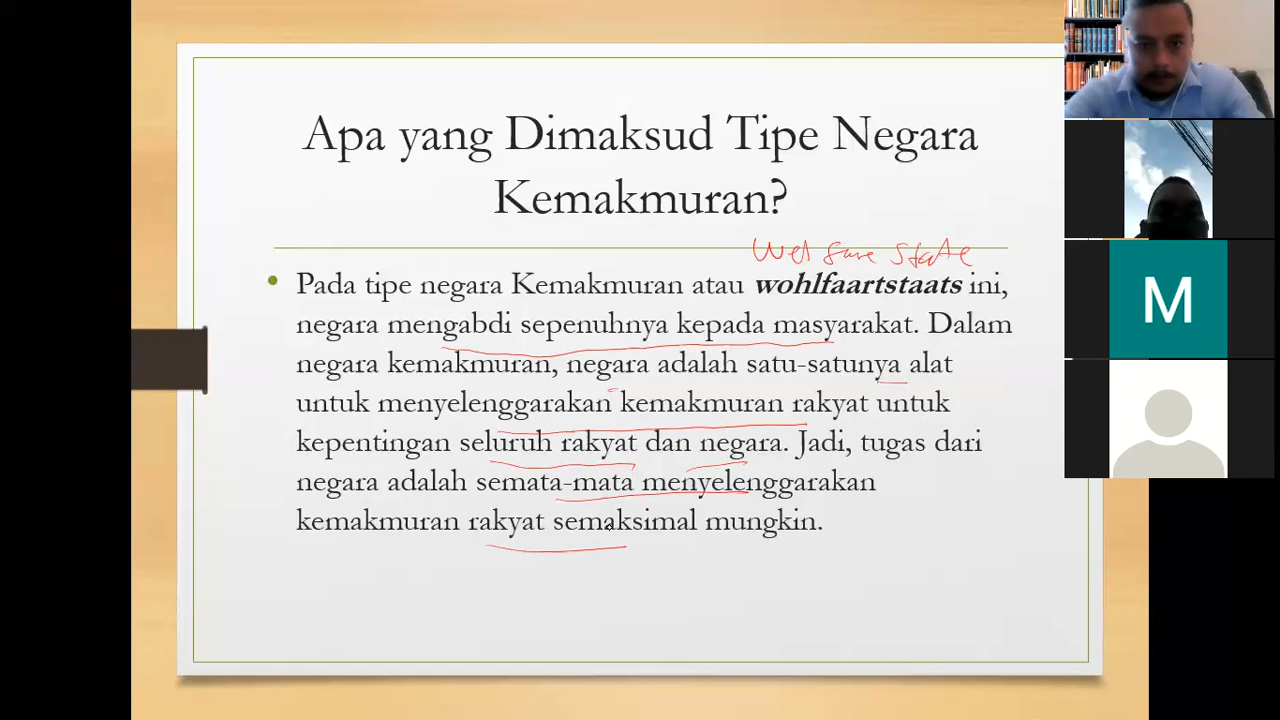 Apa yang Dimaksud Tipe Negara
Kemakmuran?
Welfare state
Pada tipe negara Kemakmuran atau wohlfaartstaats ini,
negara mengabdi sepenuhnya kepada masyarakat. Dalam
negara kemakmuran, negara adalah satu-satunya alat
untuk menyelenggarakan kemakmuran rakyat untuk
kepentingan seluruh rakyat dan negara. Jadi, tugas dari
negara adalah semata-mata menyelenggarakan
kemakmuran rakyat semaksimal mungkin.
M